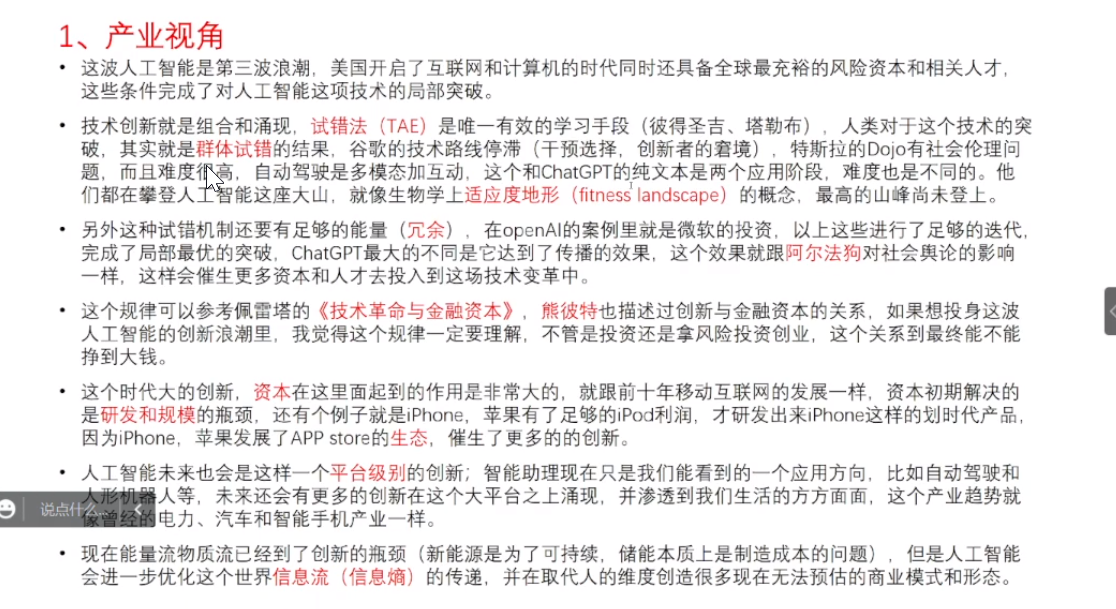 1、产业视角
• 这波人工智能是第三波浪潮，美国开启了互联网和计算机的时代同时还具备全球最充裕的风险资本和相关人才，
这些条件完成了对人工智能这项技术的局部突破。
• 技术创新就是组合和涌现，试错法（TAE）是唯一有效的学习手段（彼得圣吉、塔勒布），人类对于这个技术的突
破，其实就是群体试错的结果，谷歌的技术路线停滞（干预选择，创新者的窘境），特斯拉的Dojo有社会伦理问
题，而且难度很高，自动驾驶是多模态加互动，这个和ChatGPT的纯文本是两个应用阶段，难度也是不同的。他
们都在攀登人工智能这座大山，就像生物学上适应度地形（fitness landscape）的概念，最高的山峰尚未登上。
• 另外这种试错机制还要有足够的能量（冗余），在openAI的案例里就是微软的投资，以上这些进行了足够的迭代，
完成了局部最优的突破，ChatGPT最大的不同是它达到了传播的效果，这个效果就跟阿尔法狗对社会舆论的影响
一样，这样会催生更多资本和人才去投入到这场技术变革中。
• 这个规律可以参考佩雷塔的《技术革命与金融资本》，熊彼特也描述过创新与金融资本的关系，如果想投身这波
人工智能的创新浪潮里，我觉得这个规律一定要理解，不管是投资还是拿风险投资创业，这个关系到最终能不能
挣到大钱。
• 这个时代大的创新，资本在这里面起到的作用是非常大的，就跟前十年移动互联网的发展一样，资本初期解决的
是研发和规模的瓶颈，还有个例子就是iPhone，苹果有了足够的iPod利润，才研发出来iPhone这样的划时代产品，
因为iPhone，苹果发展了APP store的生态，催生了更多的的创新。
• 人工智能未来也会是这样一个平台级别的创新；智能助理现在只是我们能看到的一个应用方向，比如自动驾驶和
人形机器人等，未来还会有更多的创新在这个大平台之上涌现，并渗透到我们生活的方方面面，这个产业趋势就
说点什么...
像曾经的电力、汽车和智能手机产业一样。
• 现在能量流物质流已经到了创新的瓶颈（新能源是为了可持续，储能本质上是制造成本的问题），但是人工智能
会进一步优化这个世界信息流（信息熵）的传递，并在取代人的维度创造很多现在无法预估的商业模式和形态。